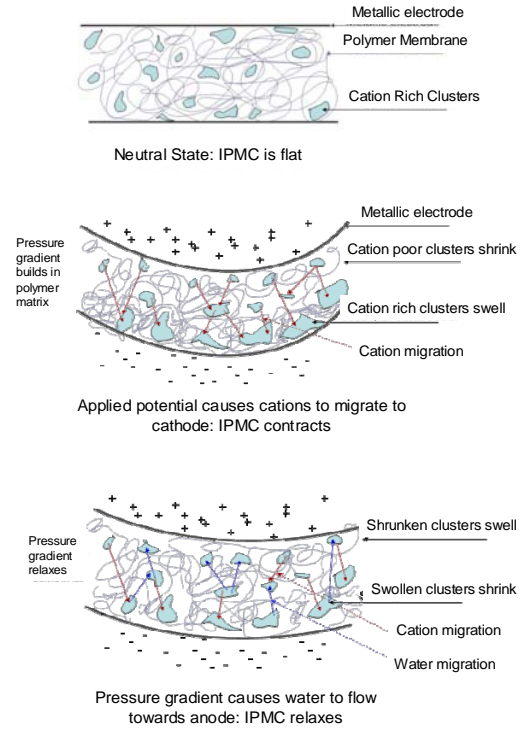 Metallic electrode
Polymer Membrane
Cation Rich Clusters
Neutral State: IPMC is flat
Metallic electrode
Pressure
gradient
builds in
polymer
matrix
Cation poor clusters shrink
Cation rich clusters swell
Cation migration
Applied potential causes cations to migrate to
cathode: IPMC contracts
Shrunken clusters swell
Pressure
gradient
relaxes
Swollen clusters shrink
Cation migration
Water migration
Pressure gradient causes water to flow
towards anode: IPMC relaxes